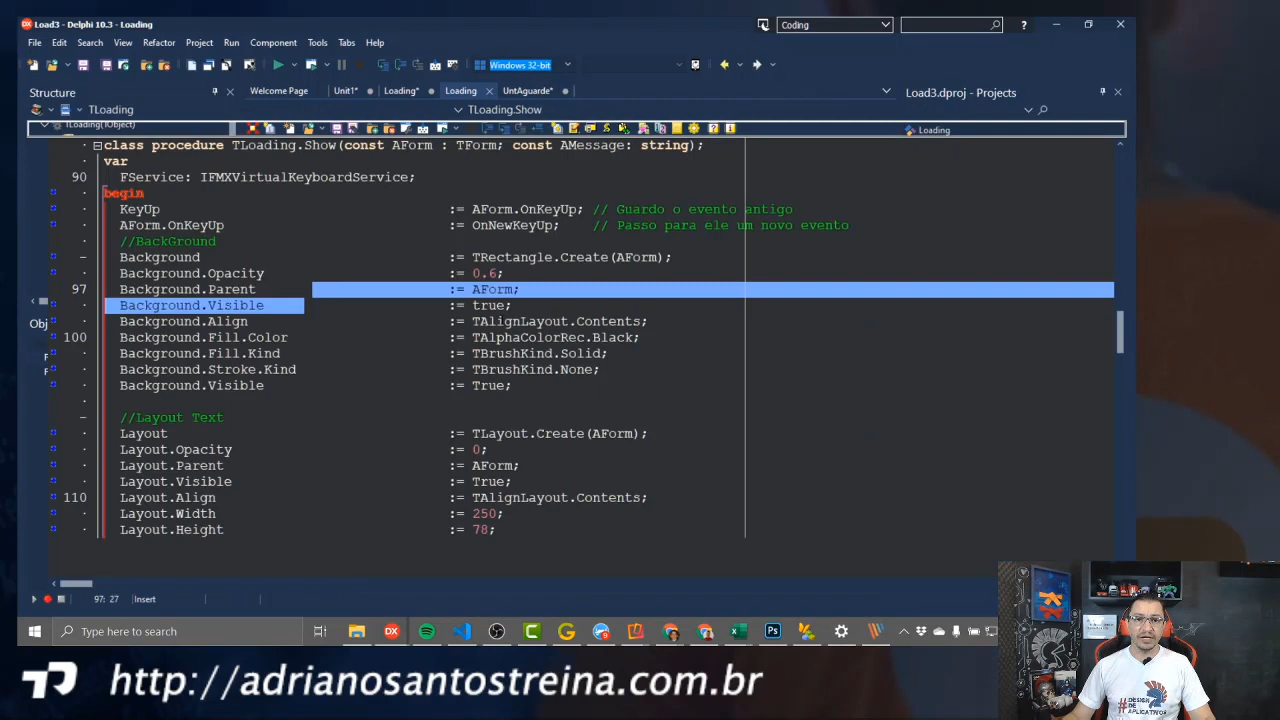 Load3 - Delphi 10.3 - Loading
Coding
?
File Edit Search View Refactor Project Run Component Tools Tabs Help
Windows 32-bit
Structure
Welcome Page Unit1* Loading* Loading UntAguarde*
Load3.dproj - Projects
TLoading
TLoading.Show
TLoading(TObject)
Loading
class procedure TLoading.Show(const AForm : TForm; const AMessage: string);
var
90 FService: IFMXVirtualKeyboardService;
begin
KeyUp := AForm.OnKeyUp; // Guardo o evento antigo
AForm.OnKeyUp := OnNewKeyUp; // Passo para ele um novo evento
//BackGround
Background := TRectangle.Create(AForm);
Background.Opacity := 0.6;
97 Background.Parent := AForm;
Background.Visible := true;
Background.Align := TAlignLayout.Contents;
100 Background.Fill.Color := TAlphaColorRec.Black;
Background.Fill.Kind := TBrushKind.Solid;
Background.Stroke.Kind := TBrushKind.None;
Background.Visible := True;
//Layout Text
Layout := TLayout.Create(AForm);
Layout.Opacity := 0;
Layout.Parent := AForm;
Layout.Visible := True;
110 Layout.Align := TAlignLayout.Contents;
Layout.Width := 250;
Layout.Height := 78;
Obj
97: 27 Insert
Type here to search
http://adrianosantostreina.com.br
#DESIGN
DE
APLICATIVOS